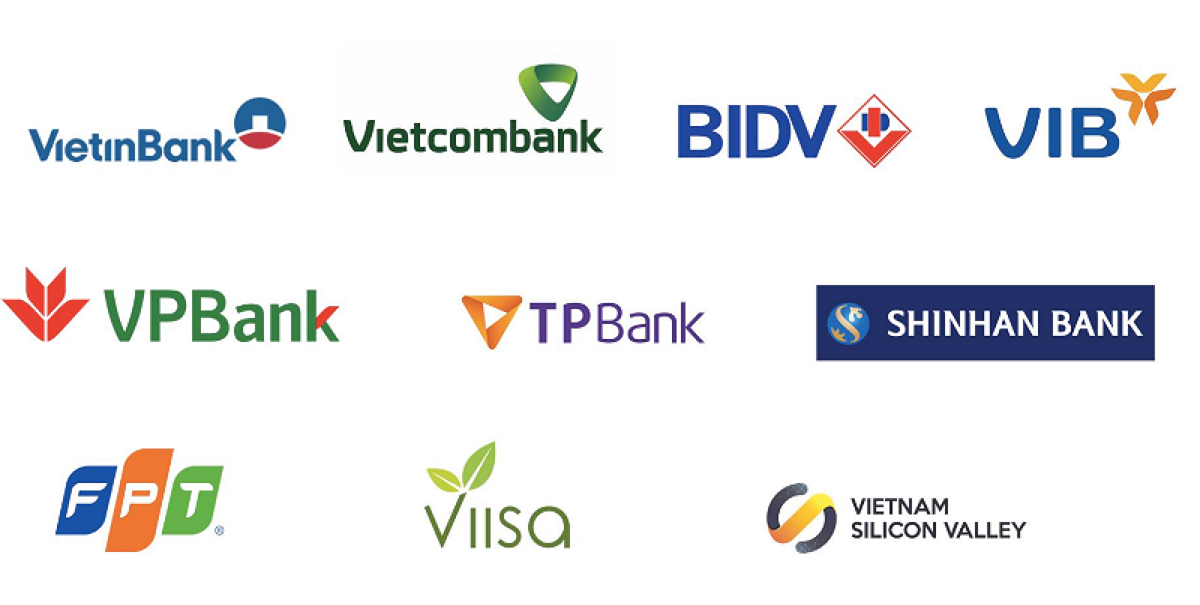 VietinBank
Vietcombank
BIDV
VIB
VPBank
TPBank
SHINHAN BANK
FPT®
Viisa
VIETNAM
SILICON VALLEY